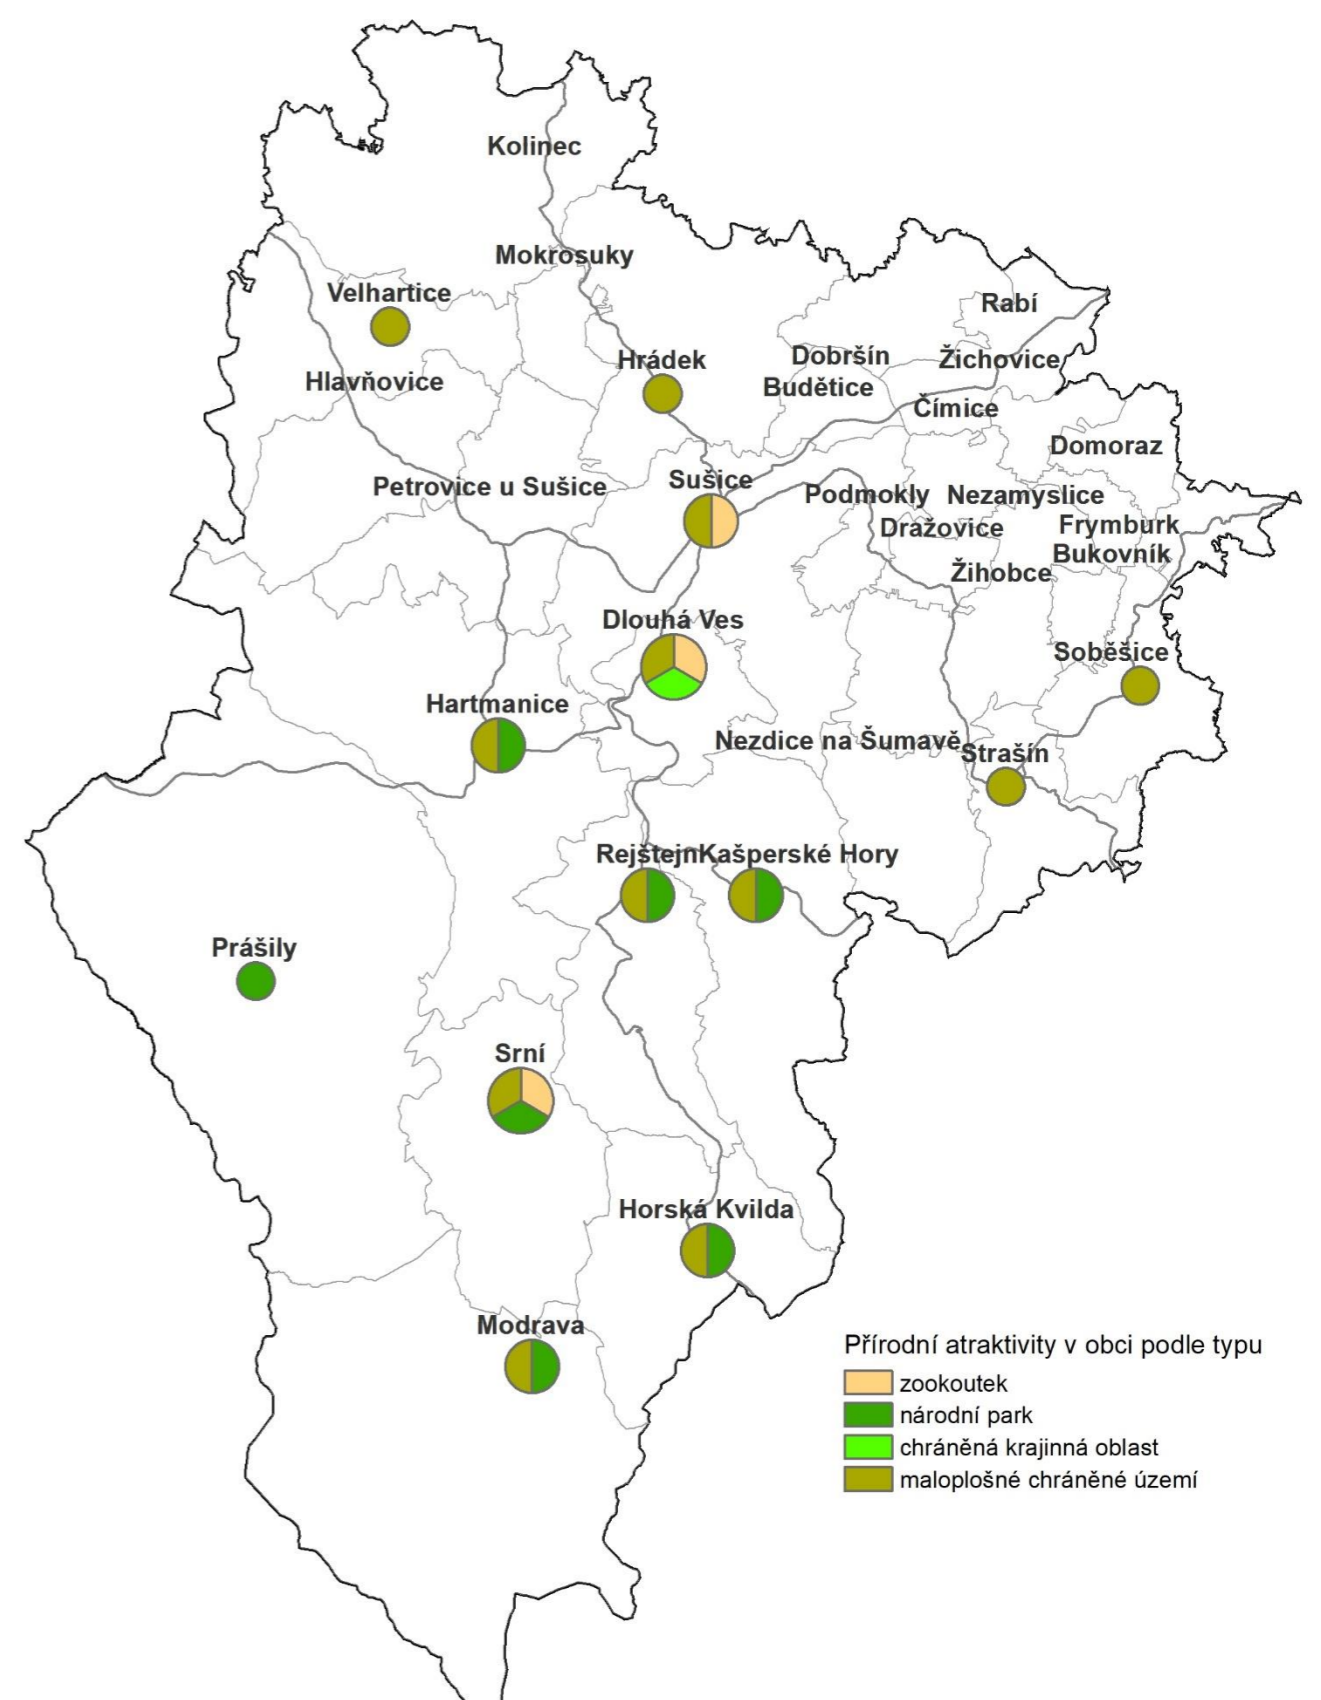 Kolinec
Mokrosuky
Velhartice
Rabí
Hrádek
Dobršín
Žichovice
Hlavňovice
Budětice
Čímice
Domoraz
Sušice
Petrovice u Sušice
Podmokly
Nezamyslice
Dražovice
Frymburk
Bukovník
Žihobce
Dlouhá Ves
Soběšice
Hartmanice
Nezdice na Šumavě
Strašín
Rejštejn
Kašperské Hory
Prášily
Srní
Horská Kvilda
Modrava
Přírodní atraktivity v obci podle typu
zookoutek
národní park
chráněná krajinná oblast
maloplošné chráněné území